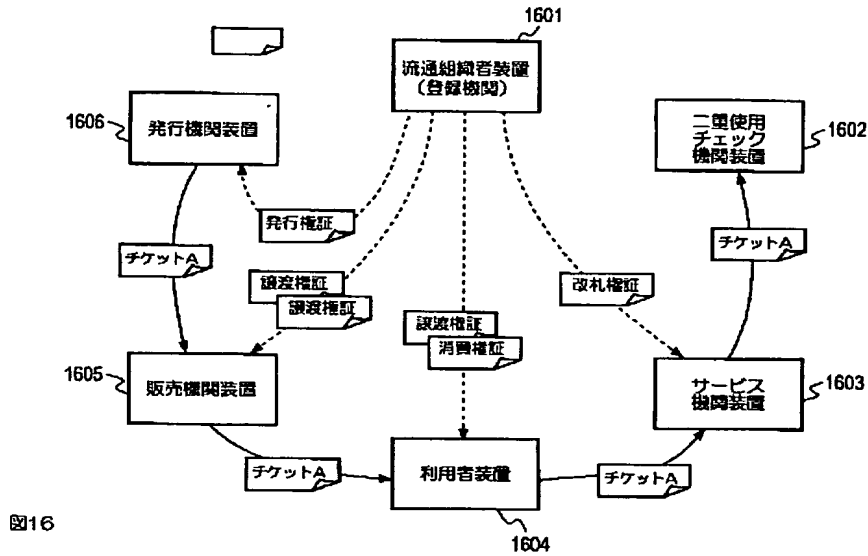 1601
流通組織者装置
(登録機関)
1606
発行機関装置
二重使用
チェック
機関装置
1602
発行権証
チケットA
チケットA
譲渡権証
譲渡権証
改札権証
譲渡権証
消費権証
1605
販売機関装置
サービス
機関装置
1603
チケットA
利用者装置
チケットA
1604
図16